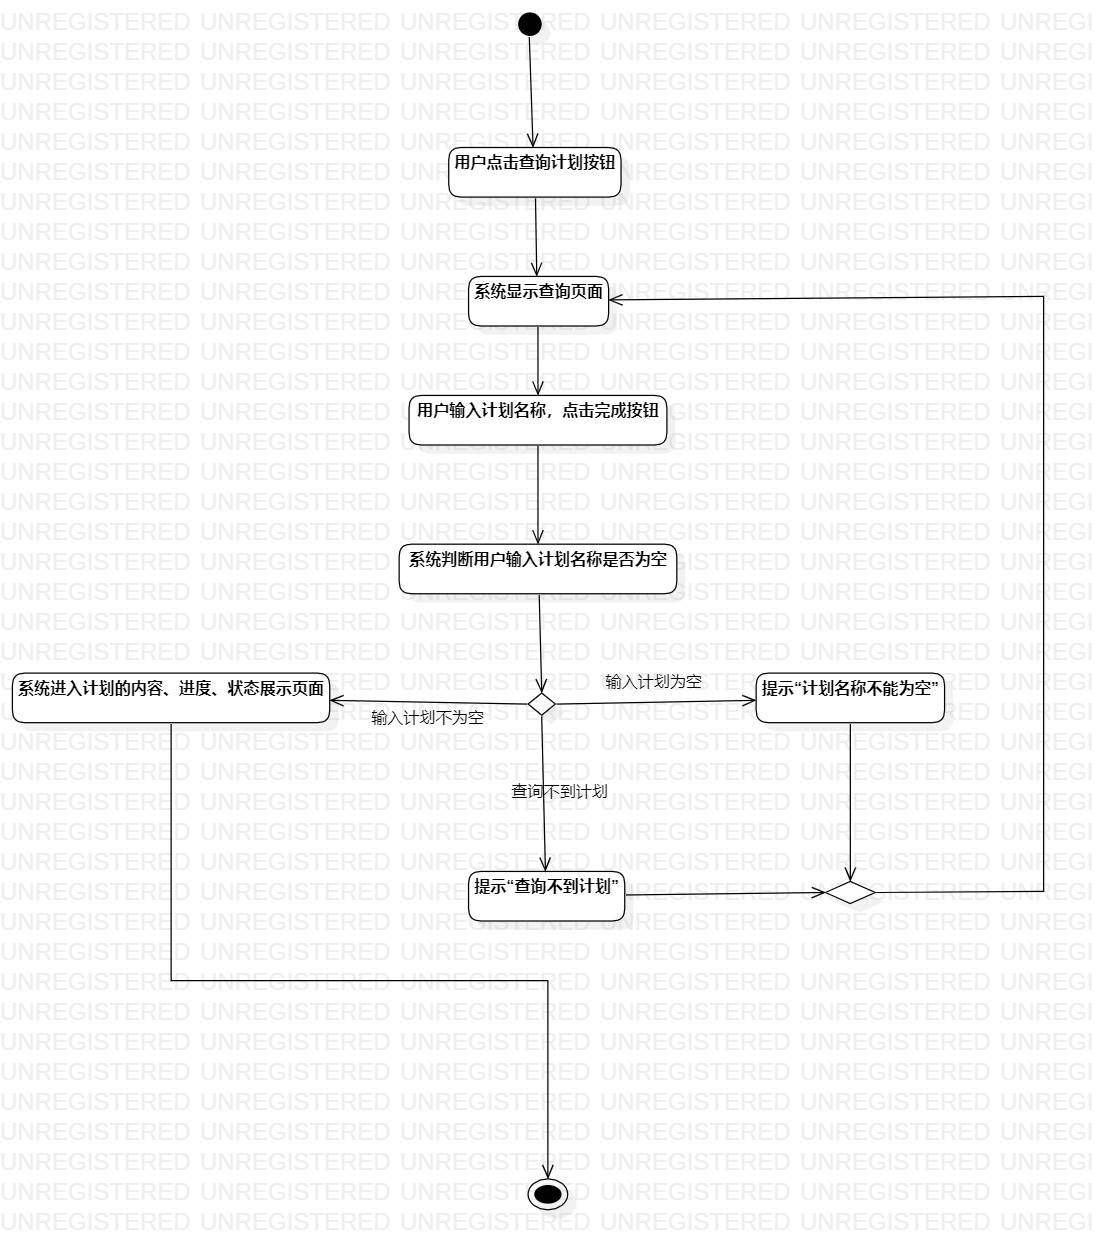 用户点击查询计划按钮
系统显示查询页面
用户输入计划名称，点击完成按钮
系统判断用户输入计划名称是否为空
输入计划为空
系统进入计划的内容、进度、状态展示页面
提示“计划名称不能为空”
输入计划不为空
查询不到计划
提示“查询不到计划”
UNREGISTERED